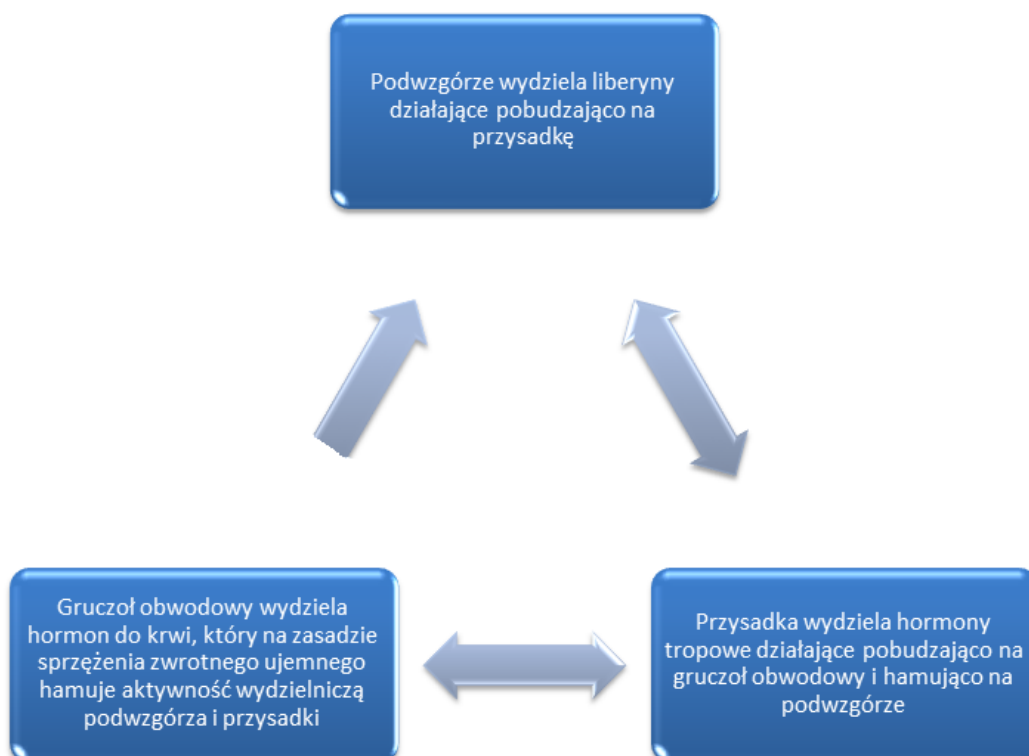 Podwzgórze wydziela liberyny
działające pobudzająco na
przysadkę
Gruczoł obwodowy wydziela
hormon do krwi, który na zasadzie
sprzężenia zwrotnego ujemnego
hamuje aktywność wydzielniczą
podwzgórza i przysadki
Przysadka wydziela hormony
tropowe działające pobudzająco na
gruczoł obwodowy i hamująco na
podwzgórze